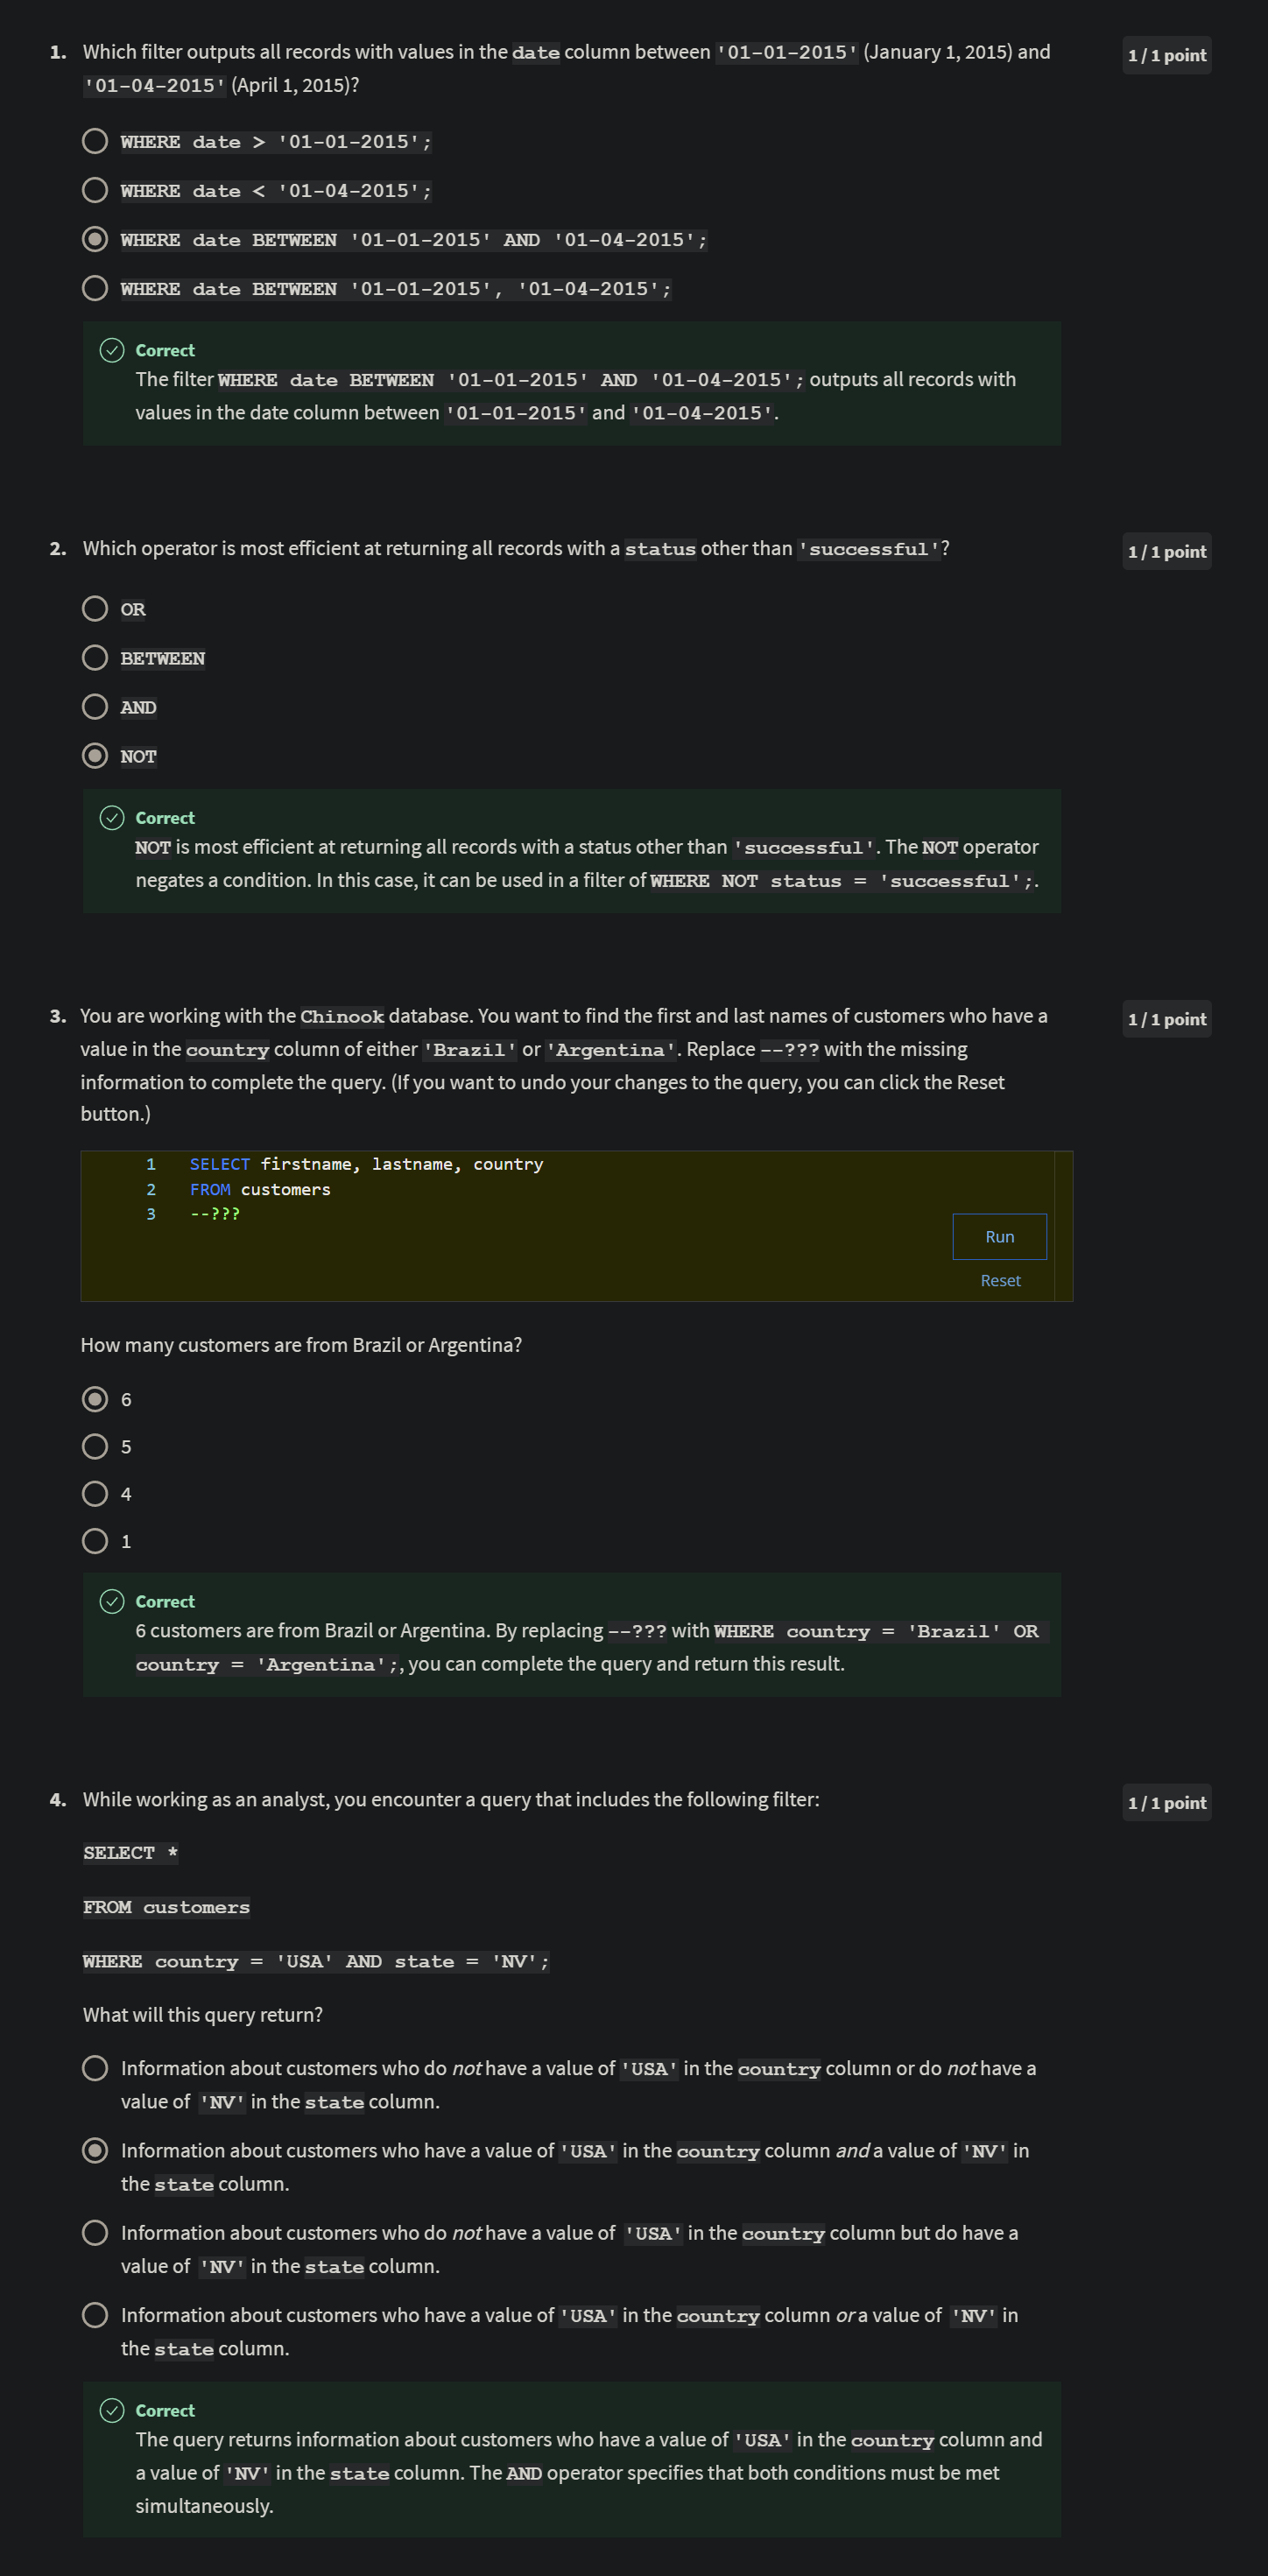 1. Which filter outputs all records with values in the date column between '01-01-2015' (January 1, 2015) and
1 / 1 point
'01-04-2015' (April 1, 2015)?
WHERE date > '01-01-2015';
WHERE date < '01-04-2015';
WHERE date BETWEEN '01-01-2015' AND '01-04-2015';
WHERE date BETWEEN '01-01-2015', '01-04-2015';
Correct
The filter WHERE date BETWEEN '01-01-2015' AND '01-04-2015'; outputs all records with
values in the date column between '01-01-2015' and '01-04-2015'.
2. Which operator is most efficient at returning all records with a status other than 'successful'?
1 / 1 point
OR
BETWEEN
AND
NOT
Correct
NOT is most efficient at returning all records with a status other than 'successful'. The NOT operator
negates a condition. In this case, it can be used in a filter of WHERE NOT status = 'successful';.
3. You are working with the Chinook database. You want to find the first and last names of customers who have a
1 / 1 point
value in the country column of either 'Brazil' or 'Argentina'. Replace --??? with the missing
information to complete the query. (If you want to undo your changes to the query, you can click the Reset
button.)
1 SELECT firstname, lastname, country
2 FROM customers
3 --???
Run
Reset
How many customers are from Brazil or Argentina?
6
5
4
1
Correct
6 customers are from Brazil or Argentina. By replacing --??? with WHERE country = 'Brazil' OR
country = 'Argentina';, you can complete the query and return this result.
4. While working as an analyst, you encounter a query that includes the following filter:
1 / 1 point
SELECT *
FROM customers
WHERE country = 'USA' AND state = 'NV';
What will this query return?
Information about customers who do not have a value of 'USA' in the country column or do not have a
value of 'NV' in the state column.
Information about customers who have a value of 'USA' in the country column and a value of 'NV' in
the state column.
Information about customers who do not have a value of 'USA' in the country column but do have a
value of 'NV' in the state column.
Information about customers who have a value of 'USA' in the country column or a value of 'NV' in
the state column.
Correct
The query returns information about customers who have a value of 'USA' in the country column and
a value of 'NV' in the state column. The AND operator specifies that both conditions must be met
simultaneously.